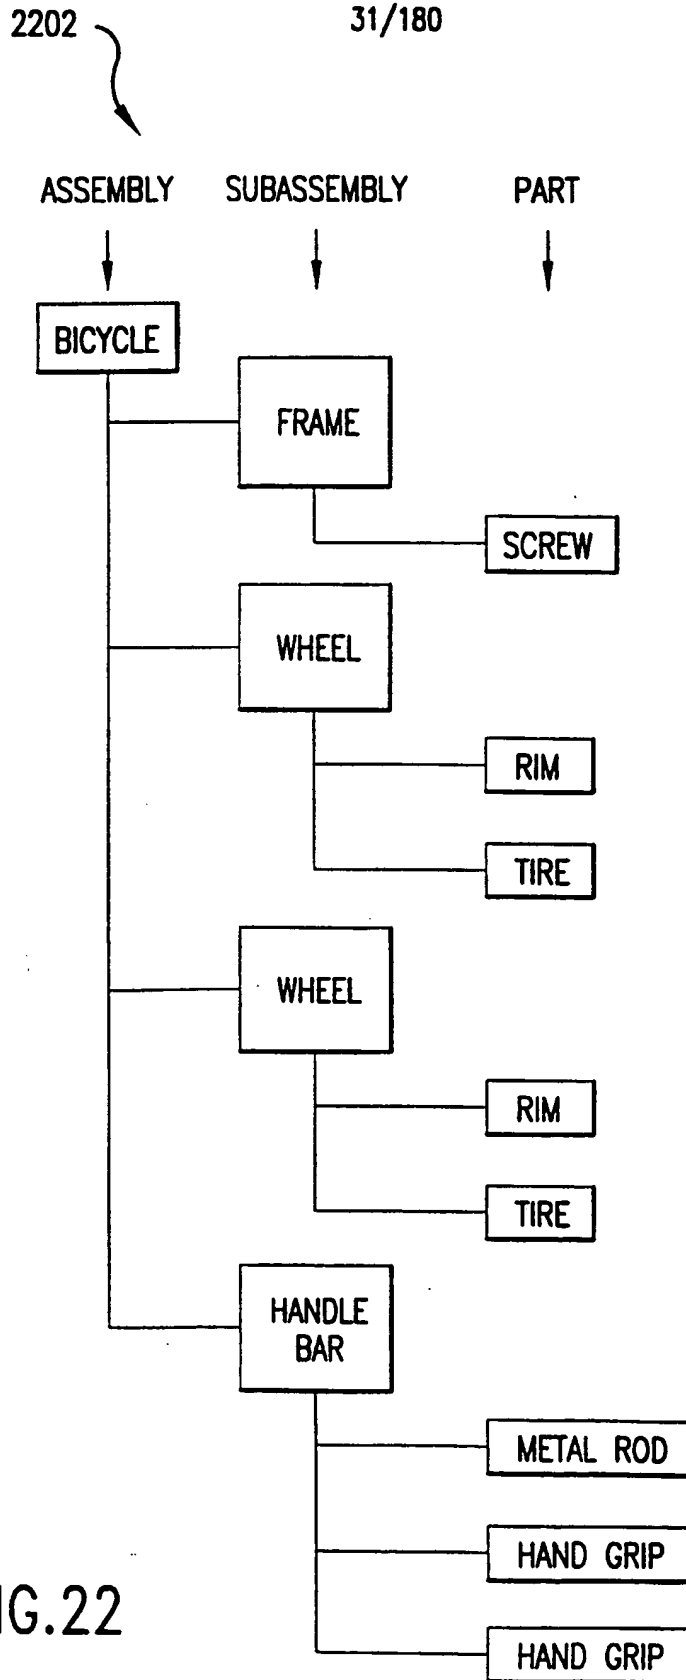 2202
31/180
ASSEMBLY SUBASSEMBLY PART
BICYCLE
FRAME
SCREW
WHEEL
RIM
TIRE
WHEEL
RIM
TIRE
HANDLE
BAR
METAL ROD
HAND GRIP
HAND GRIP
IG.22